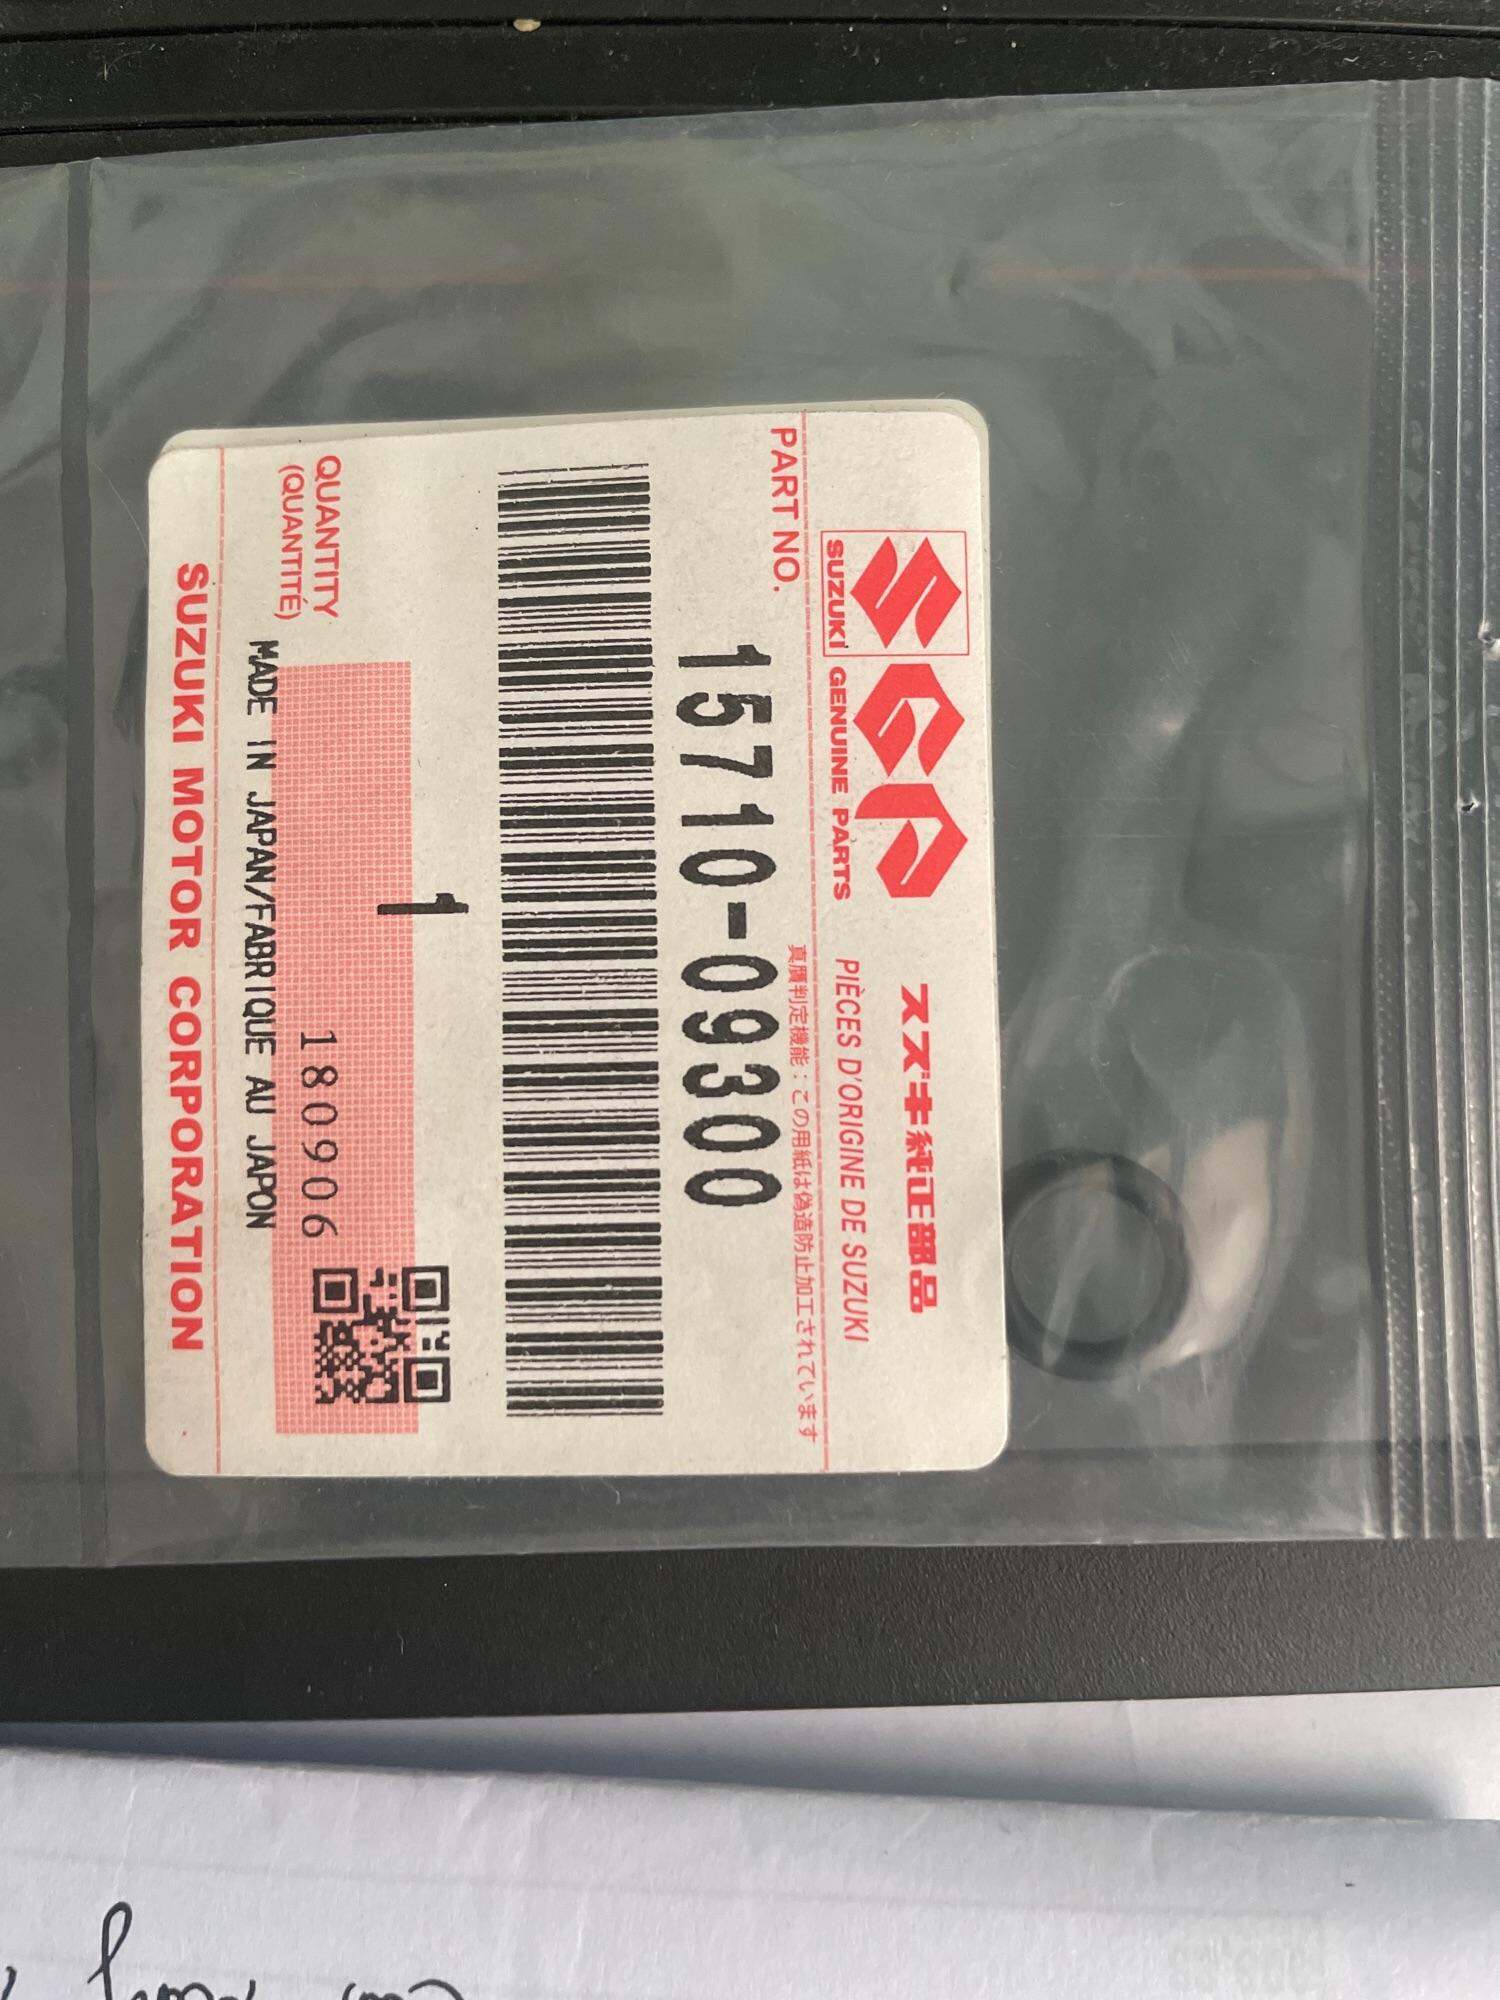 SUZUKI GENUINE PARTS
スズキ純正部品
PIÈCES D'ORIGINE DE SUZUKI
真贋判定機能：この用紙は偽造防止加工されています
PART NO.
15710-09300
1
QUANTITY
(QUANTITÉ)
180906
MADE IN JAPAN/FABRIQUE AU JAPON
SUZUKI MOTOR CORPORATION